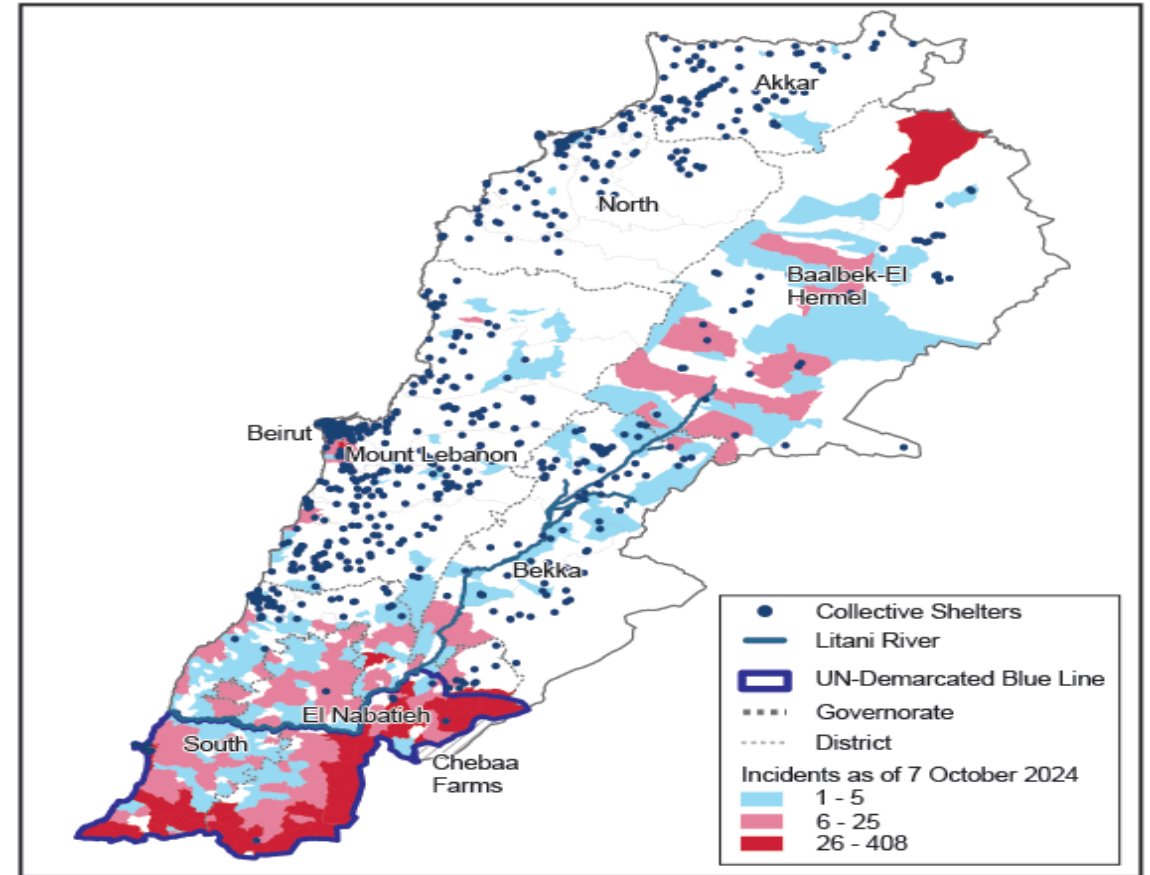 Akkar
North
Baalbek-El
Hermel
Beirut
Mount Lebanon
Bekka
El Nabatieh
South
Chebaa
Farms
Collective Shelters
Litani River
UN-Demarcated Blue Line
Governorate
District
Incidents as of 7 October 2024
1 - 5
6 - 25
26 - 408